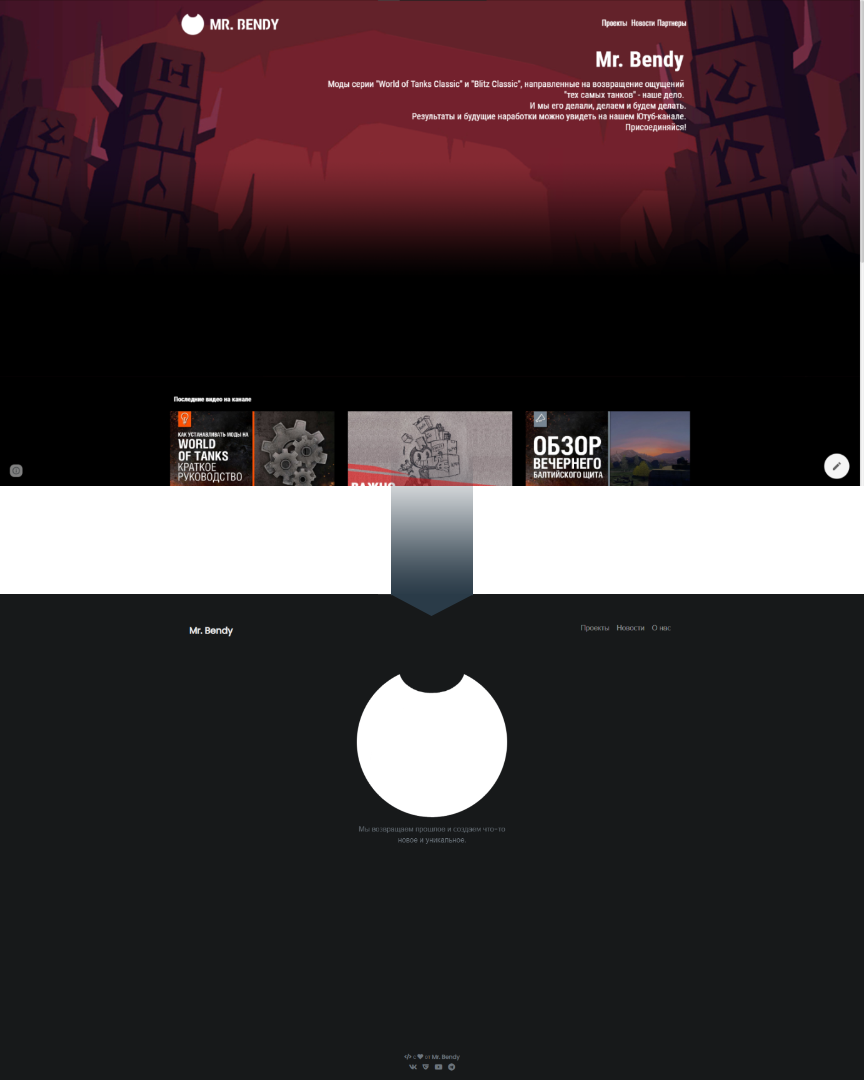 MR. BENDY
Проекты Новости Партнеры
Mr. Bendy
Моды серии "World of Tanks Classic" и "Blitz Classic", направленные на возвращение ощущений
"тех самых танков" - наше дело.
И мы его делали, делаем и будем делать.
Результаты и будущие наработки можно увидеть на нашем Ютуб-канале.
Присоединяйся!
Последние видео на канале
КАК УСТАНАВЛИВАТЬ МОДЫ НА
WORLD
OF TANKS
КРАТКОЕ
РУКОВОДСТВО
ВАЖНО
ОБЗОР
ВЕЧЕРНЕГО
БАЛТИЙСКОГО ЩИТА
Mr. Bendy
Проекты Новости О нас
Мы возвращаем прошлое и создаем что-то
новое и уникальное.
</> с ❤ от Mr. Bendy